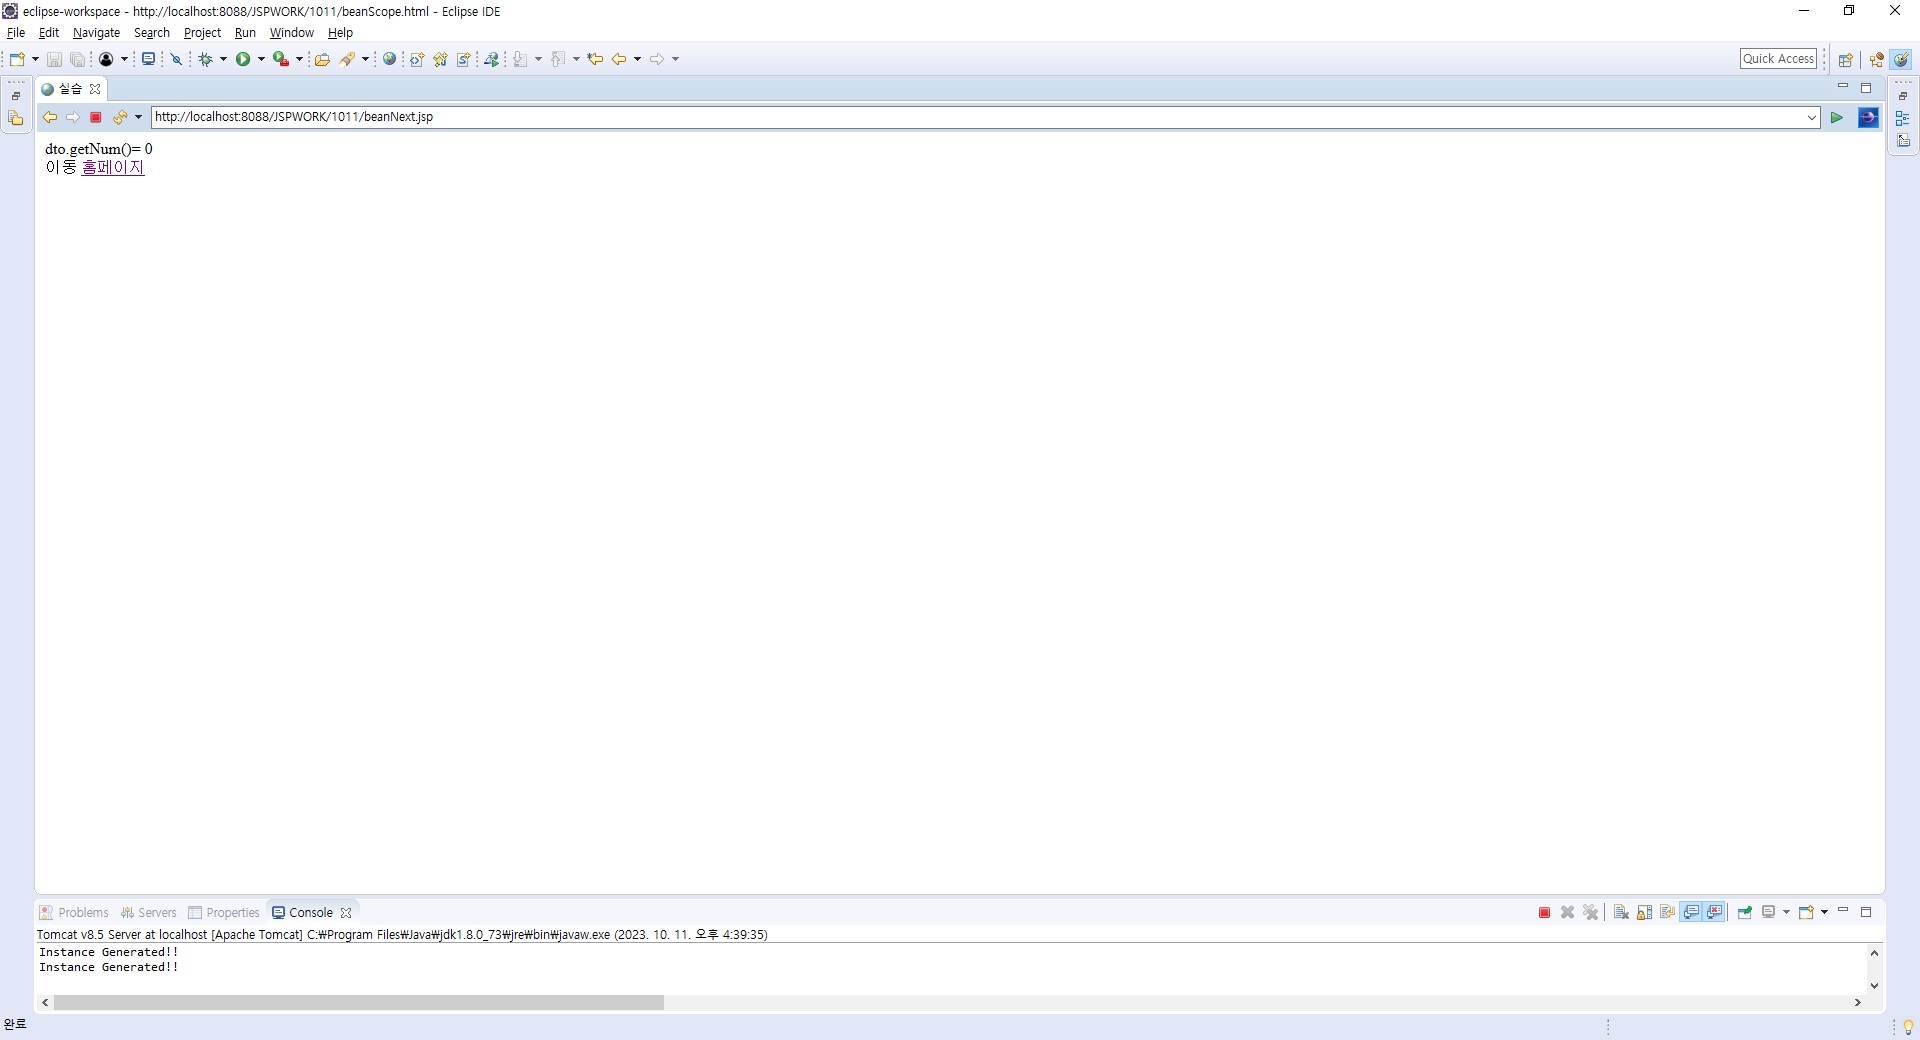 eclipse-workspace - http://localhost:8088/JSPWORK/1011/beanScope.html - Eclipse IDE
File Edit Navigate Search Project Run Window Help
Quick Access
실습
http://localhost:8088/JSPWORK/1011/beanNext.jsp
dto.getNum()= 0
이동 홈페이지
Problems Servers Properties Console
Tomcat v8.5 Server at localhost [Apache Tomcat] C:₩Program Files₩Java₩jdk1.8.0_73₩jre₩bin₩javaw.exe (2023. 10. 11. 오후 4:39:35)
Instance Generated!!
Instance Generated!!
완료